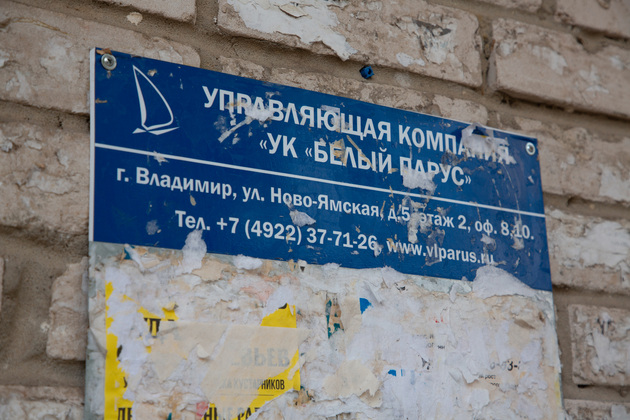 УПРАВЛЯЮЩАЯ КОМПАНИЯ
«УК «БЕЛЫЙ ПАРУС»
г. Владимир, ул. Ново-Ямская, д.5, этаж 2, оф. 8,10.
Тел. +7 (4922) 37-71-26, www.vlparus.ru